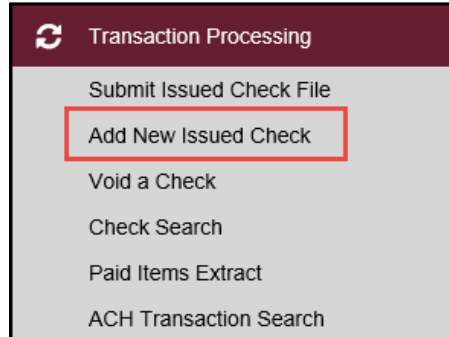 Transaction Processing
Submit Issued Check File
Add New Issued Check
Void a Check
Check Search
Paid Items Extract
ACH Transaction Search